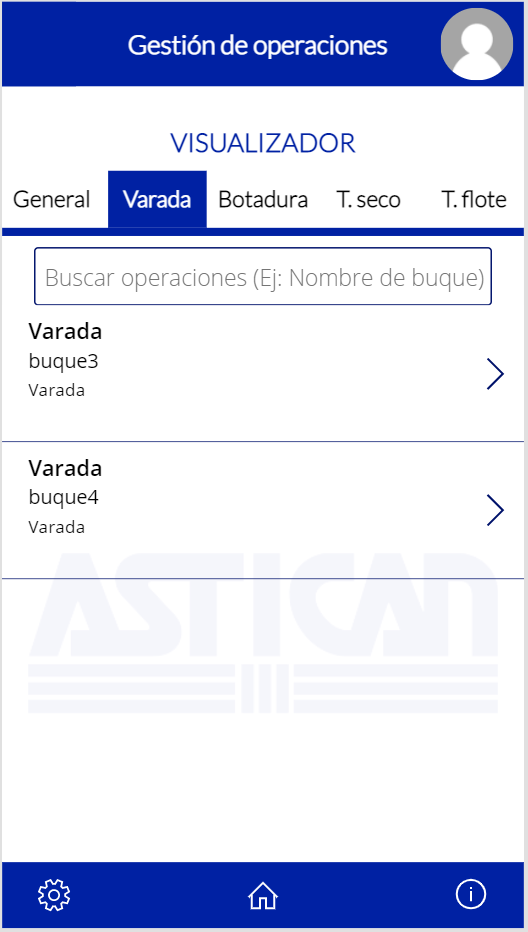 Gestión de operaciones
VISUALIZADOR
General Varada Botadura T. seco T. flote
Buscar operaciones (Ej: Nombre de buque)
Varada
buque3
Varada
Varada
buque4
Varada
ASTICAN